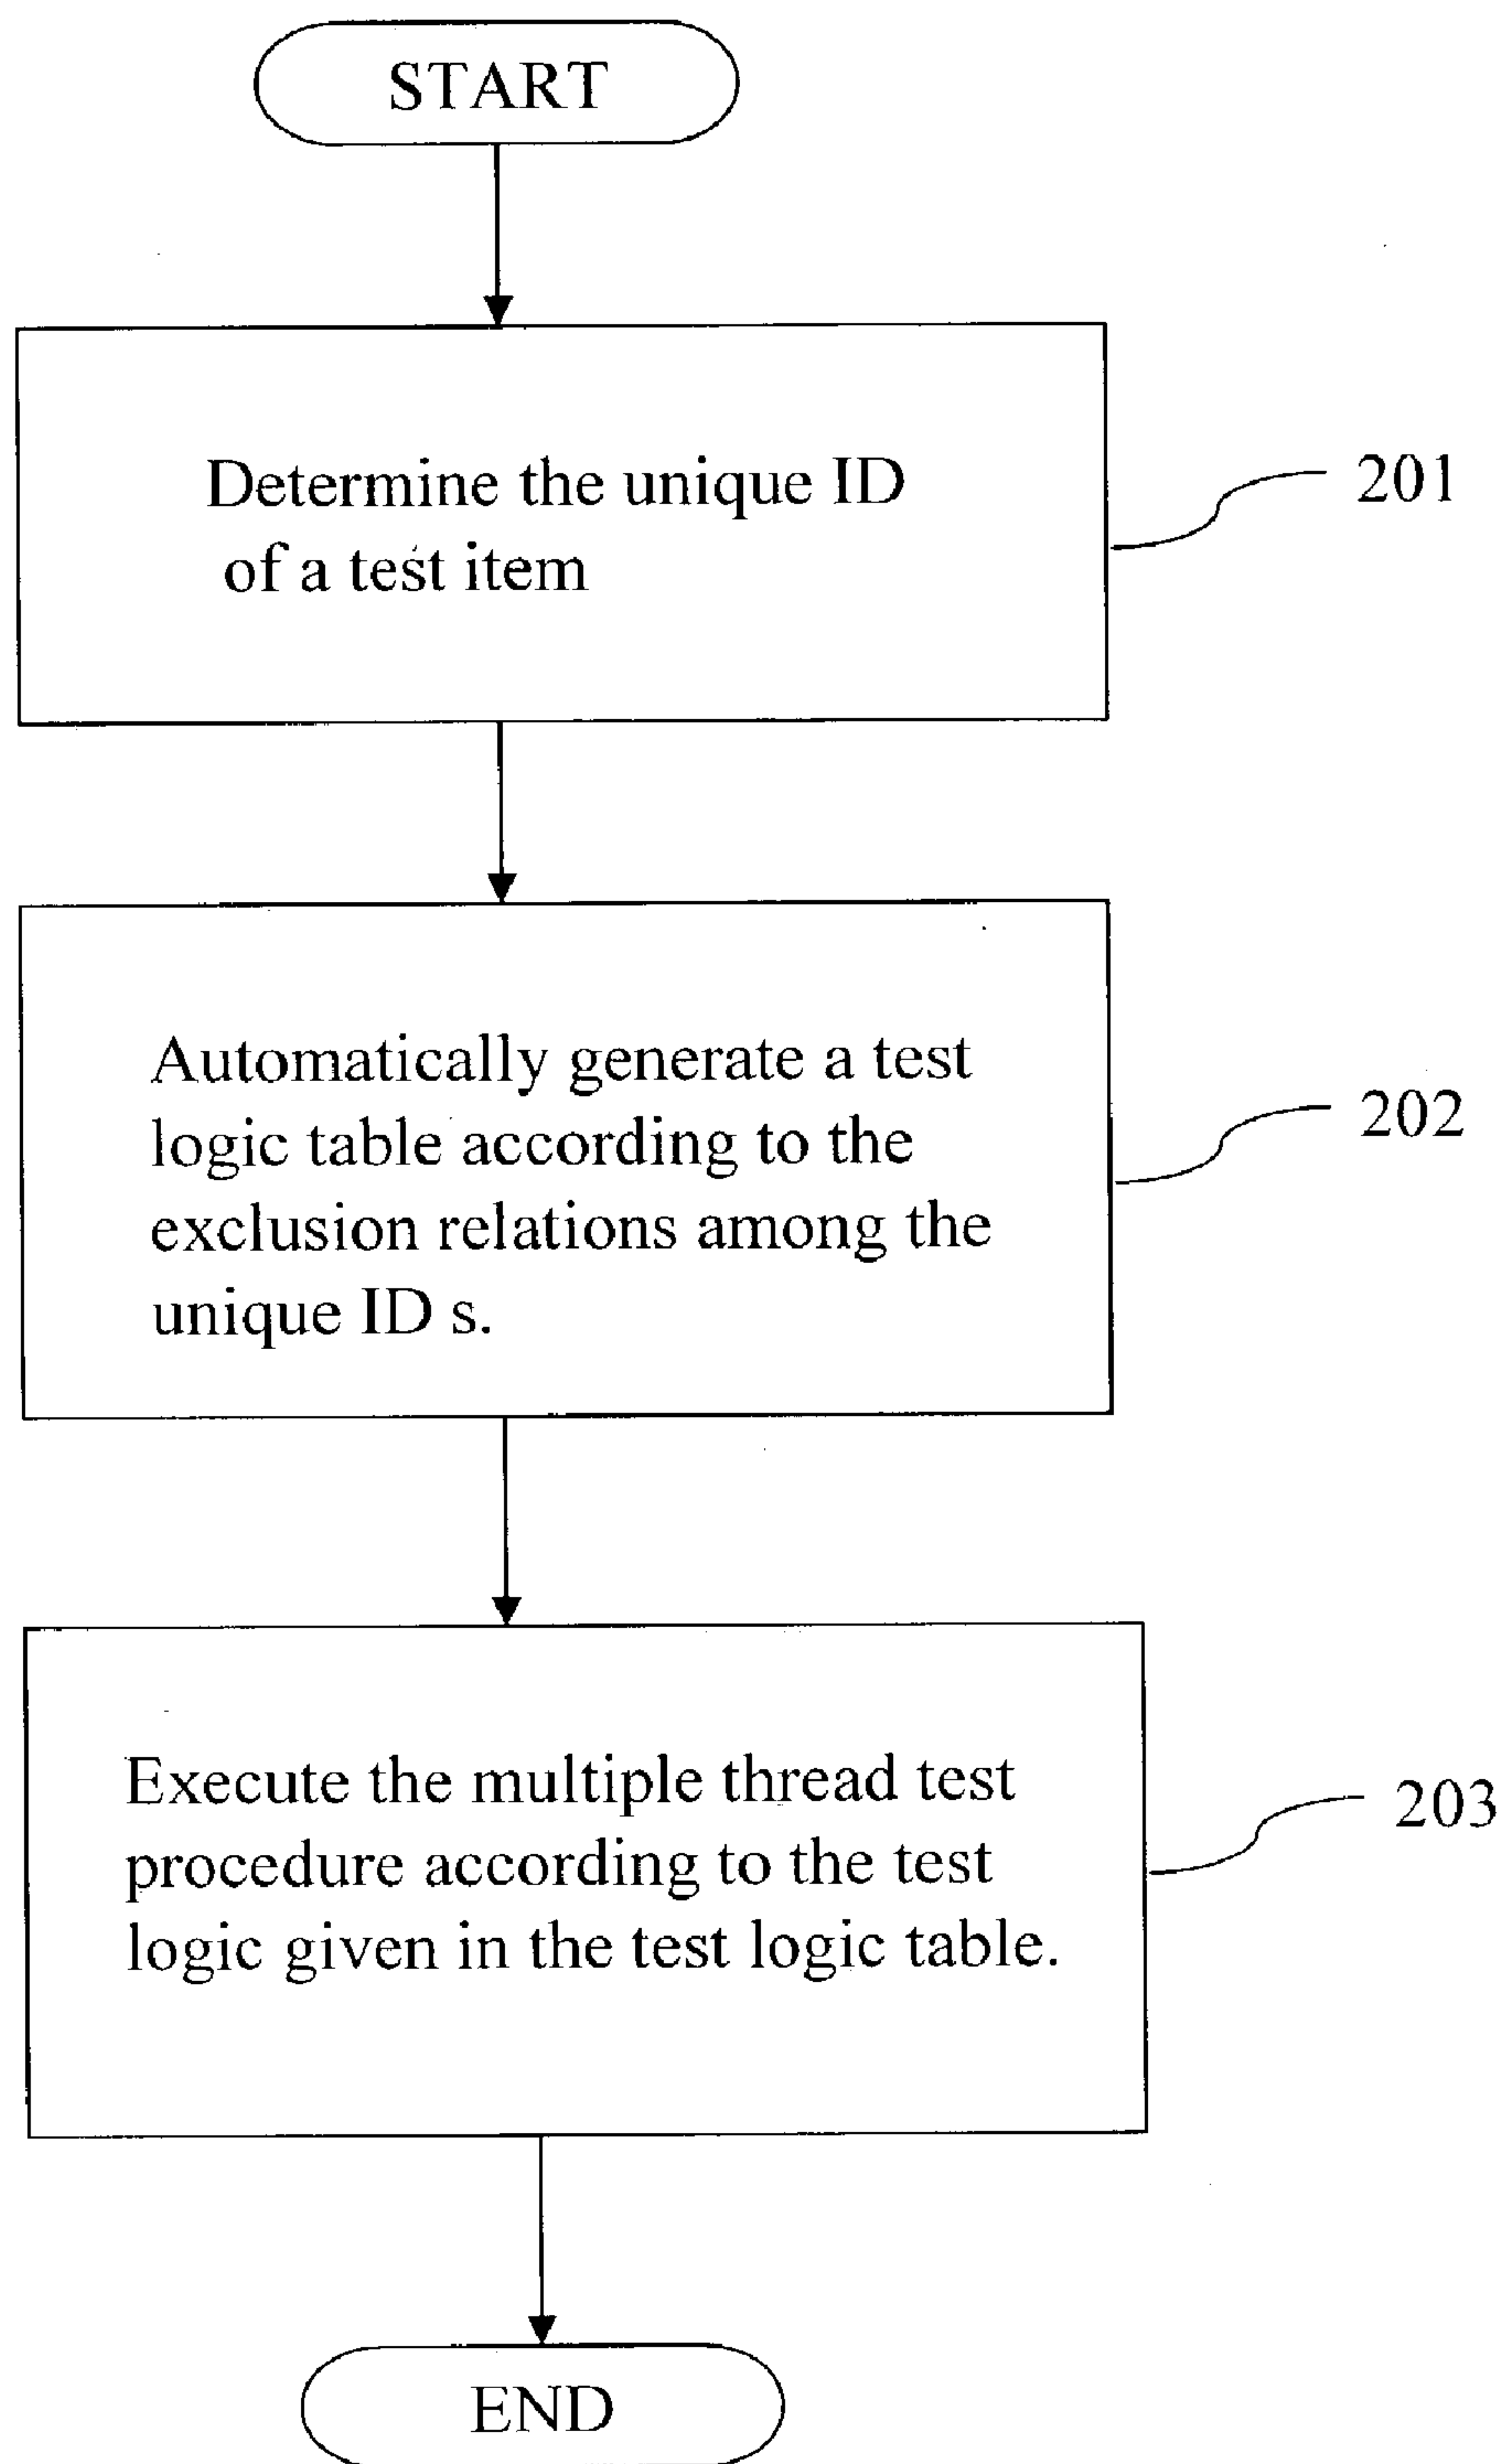 START
Determine the unique ID
of a test item
201
Automatically generate a test
logic table according to the
exclusion relations among the
unique ID s.
202
Execute the multiple thread test
procedure according to the test
logic given in the test logic table.
203
END